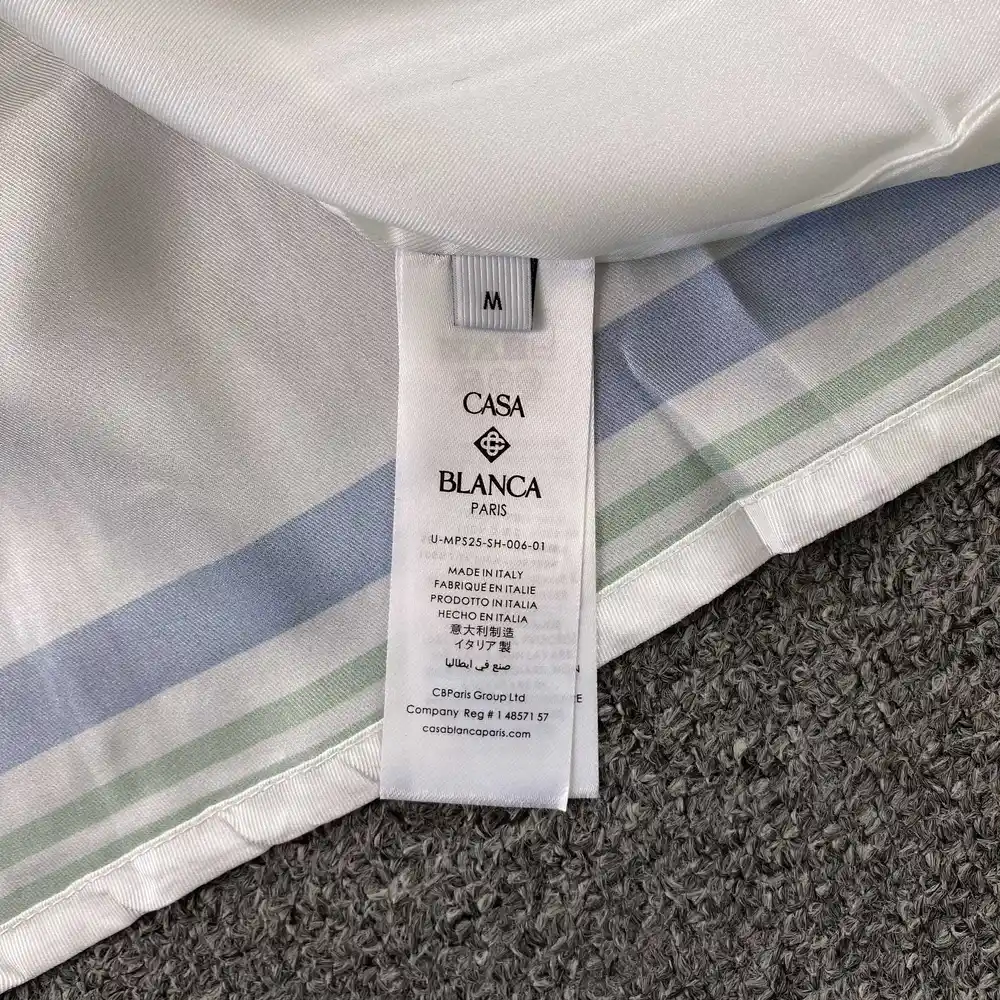 M
CASA
BLANCA
PARIS
U-MPS25-SH-006-01
MADE IN ITALY
FABRIQUÉ EN ITALIE
PRODOTTO IN ITALIA
HECHO EN ITALIA
意大利制造
イタリア製
صنع في ايطاليا
CBParis Group Ltd
Company Reg # 1 48571 57
casablancaparis.com